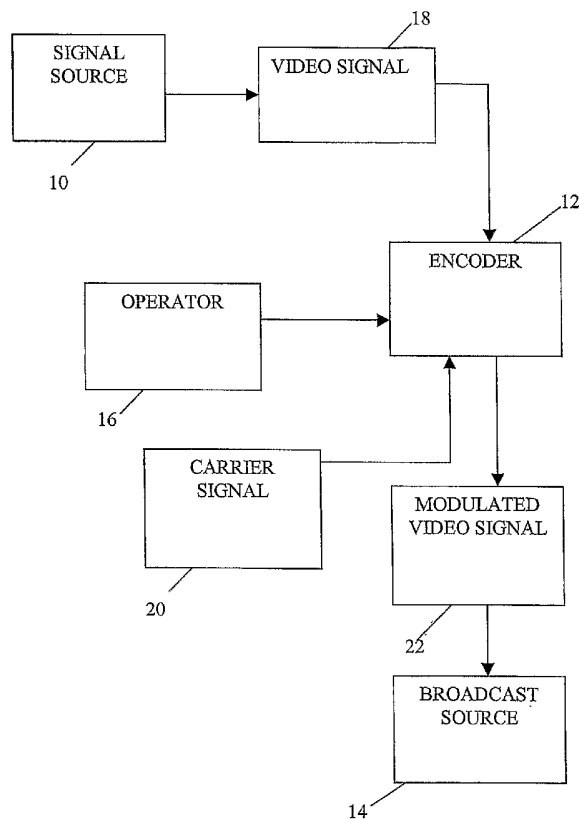 18
SIGNAL
SOURCE
VIDEO SIGNAL
10
12
ENCODER
OPERATOR
16
CARRIER
SIGNAL
MODULATED
VIDEO SIGNAL
20
22
BROADCAST
SOURCE
14